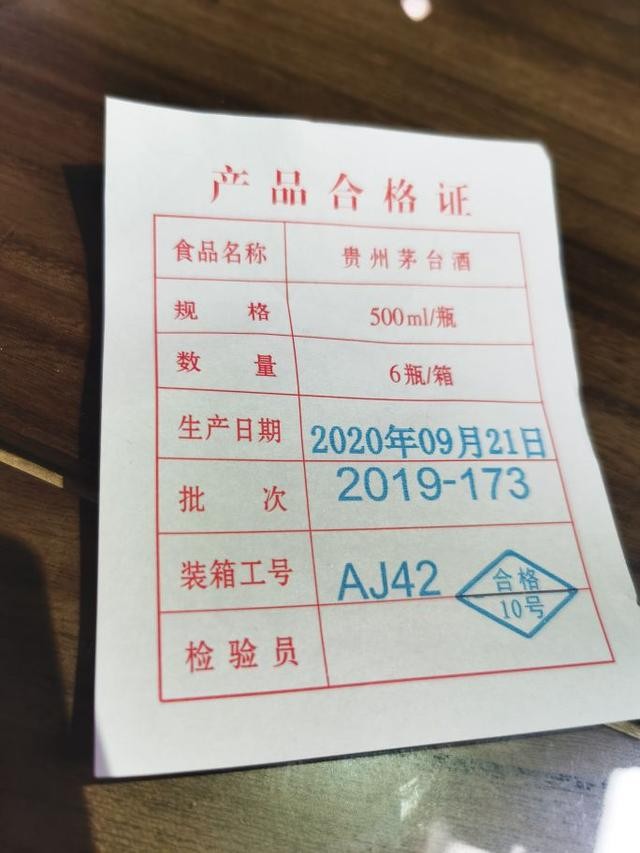 产品合格证
食品名称 贵州茅台酒
规 格 500ml/瓶
数 量 6瓶/箱
生产日期 2020年09月21日
批 次 2019-173
装箱工号 AJ42
合格
10号
检验员